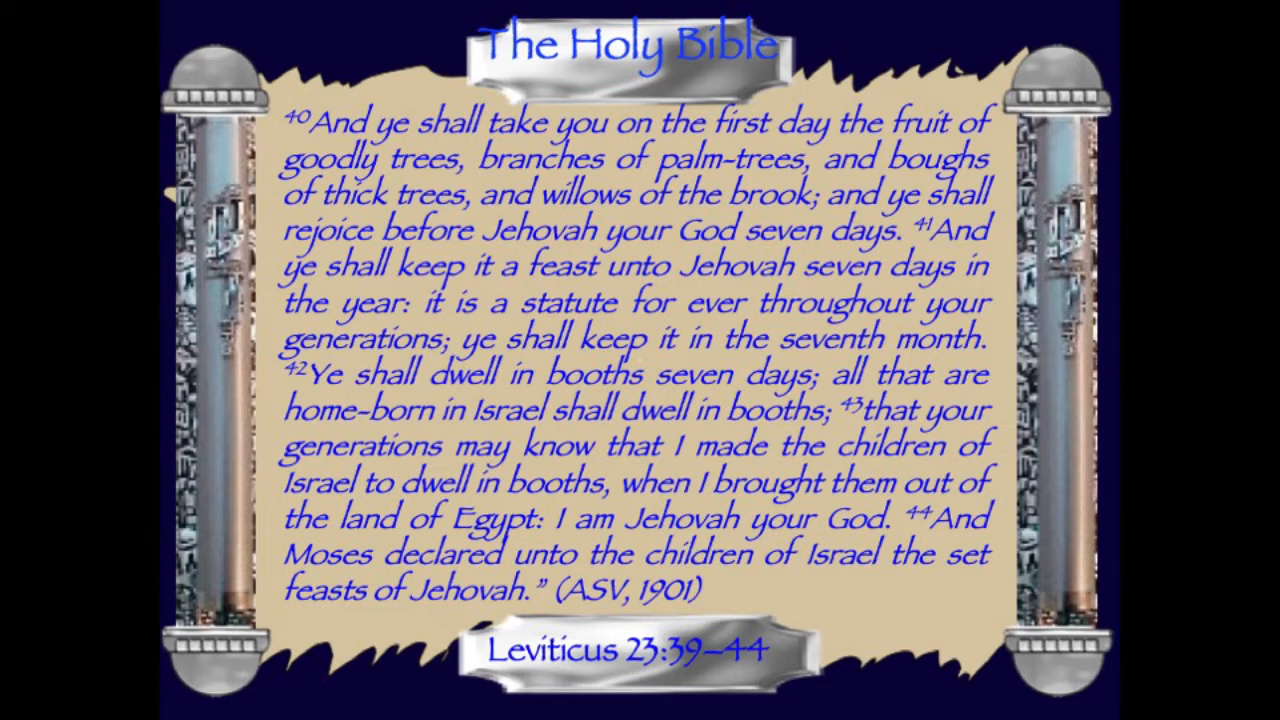 The Holy Bible
⁴⁰And ye shall take you on the first day the fruit of
goodly trees, branches of palm-trees, and boughs
of thick trees, and willows of the brook; and ye shall
rejoice before Jehovah your God seven days. ⁴¹And
ye shall keep it a feast unto Jehovah seven days in
the year: it is a statute for ever throughout your
generations; ye shall keep it in the seventh month.
⁴²Ye shall dwell in booths seven days; all that are
home-born in Israel shall dwell in booths; ⁴³that your
generations may know that I made the children of
Israel to dwell in booths, when I brought them out of
the land of Egypt: I am Jehovah your God. ⁴⁴And
Moses declared unto the children of Israel the set
feasts of Jehovah.” (ASV, 1901)
Leviticus 23:39–44